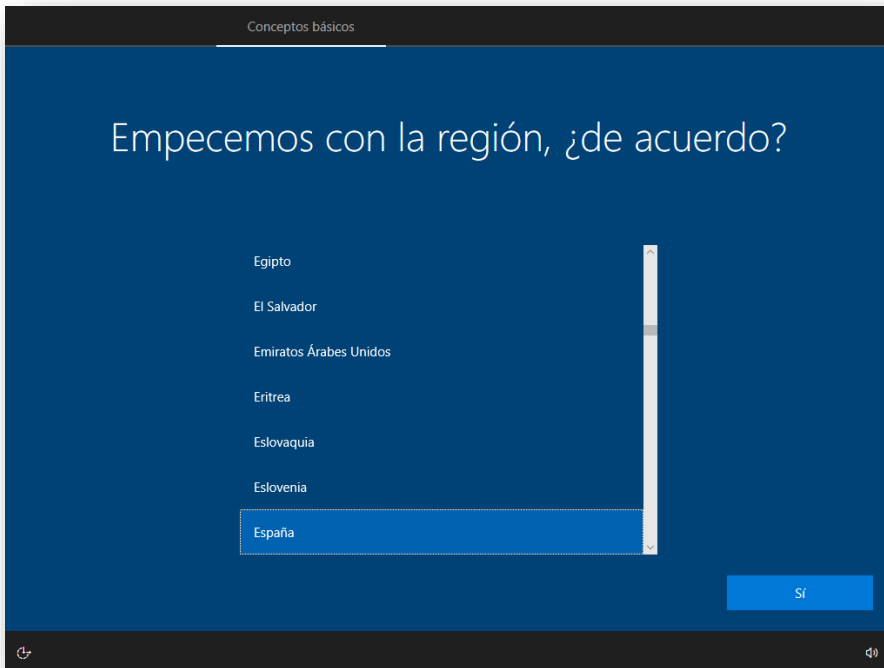 Conceptos básicos
Empecemos con la región, ¿de acuerdo?
Egipto
El Salvador
Emiratos Árabes Unidos
Eritrea
Eslovaquia
Eslovenia
España
Sí